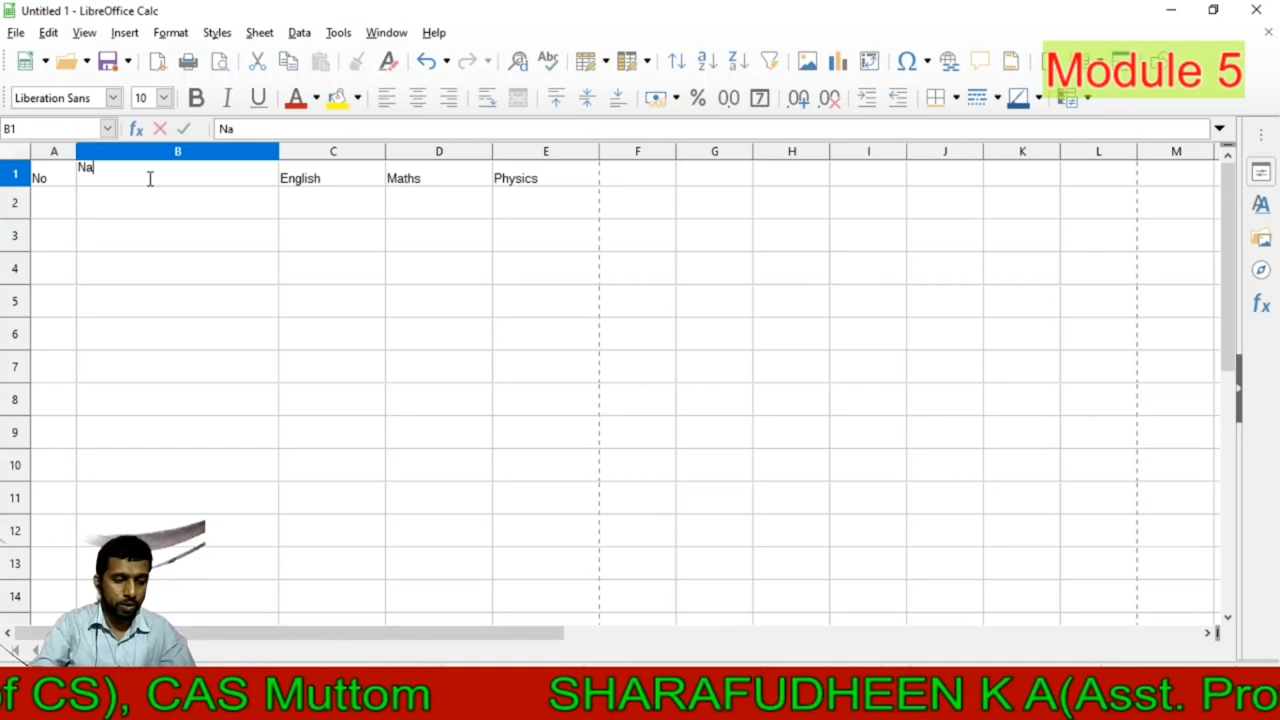 Untitled 1 - LibreOffice Calc
File Edit View Insert Format Styles Sheet Data Tools Window Help
Module 5
Liberation Sans 10
B1 Na
A B C D E F G H I J K L M
1 No Na English Maths Physics
2
3
4
5
6
7
8
9
10
11
12
13
14
of CS), CAS Muttom SHARAFUDHEEN K A(Asst. Pro